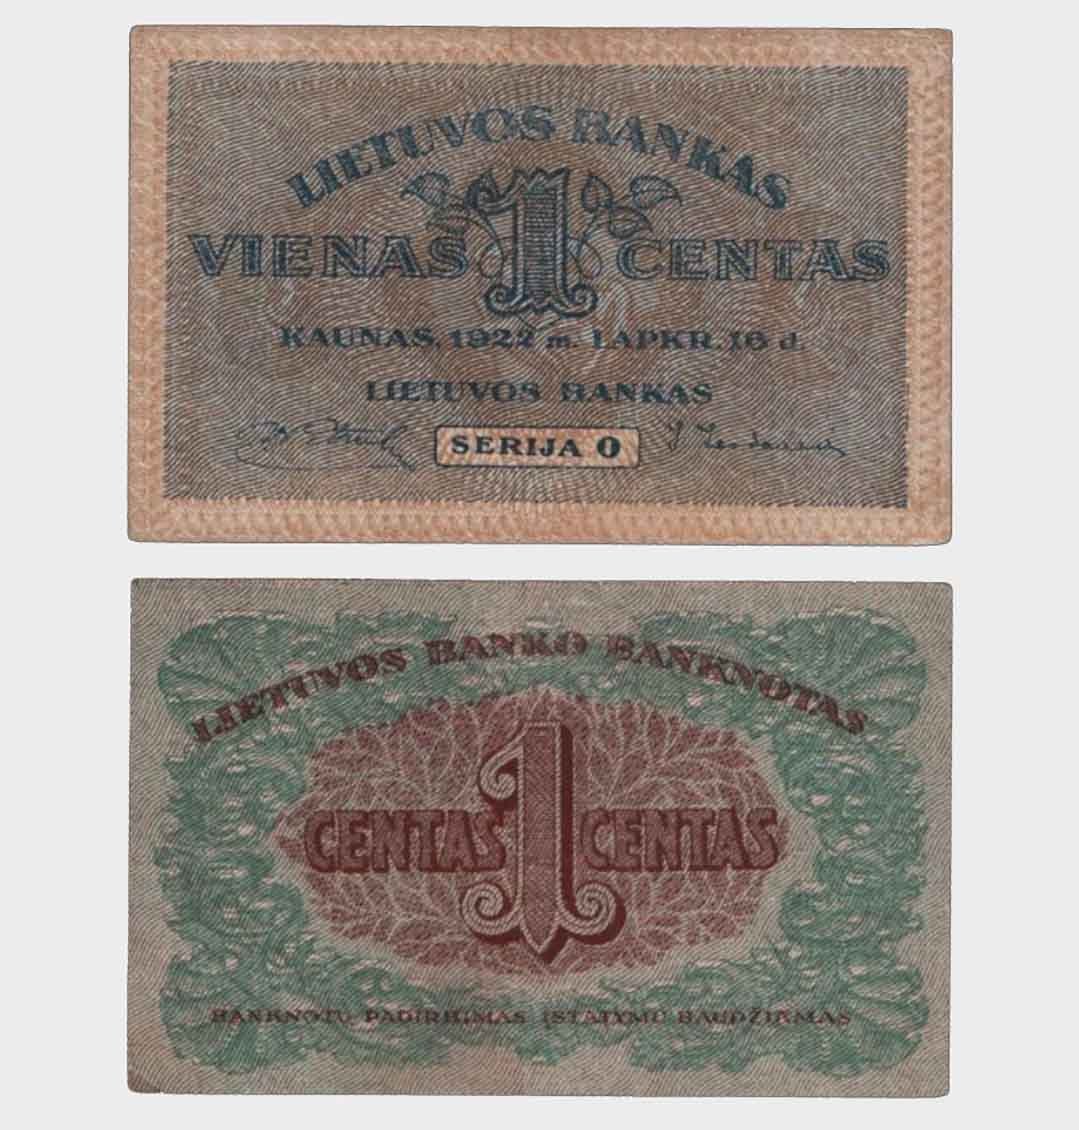 LIETUVOS BANKAS
VIENAS 1 CENTAS
KAUNAS, 1922 m. LAPKR. 16 d.
LIETUVOS BANKAS
SERIJA O
LIETUVOS BANKO BANKNOTAS
CENTAS 1 CENTAS
BANKNOTŲ PADIRBIMAS ĮSTATYMŲ BAUDŽIAMAS